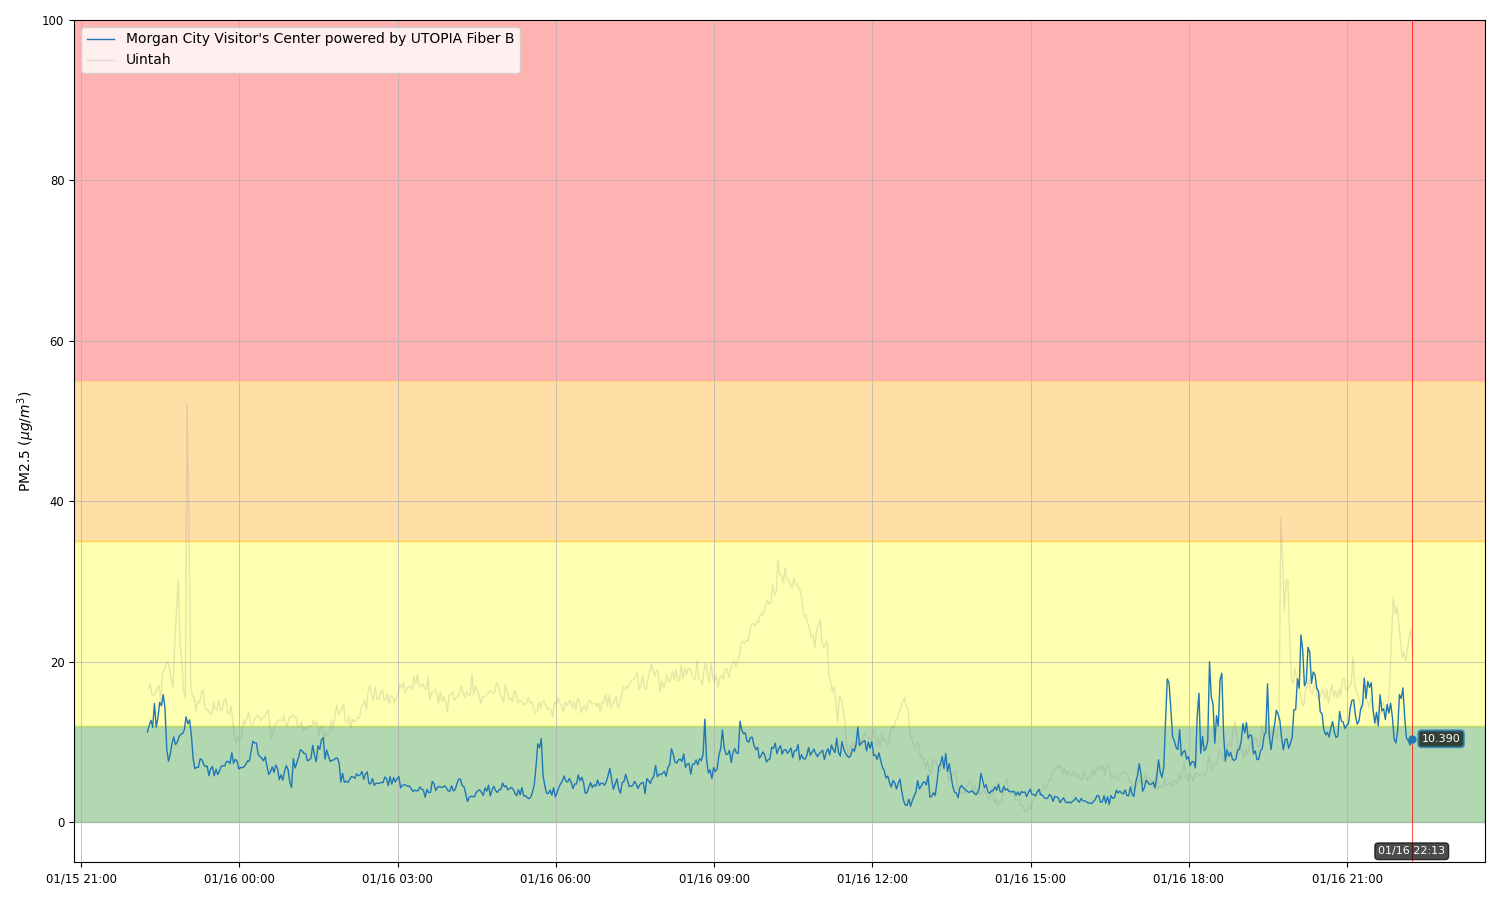 100
80
60
40
20
0
PM2.5 (μg/m³)
Morgan City Visitor's Center powered by UTOPIA Fiber B
Uintah
10.390
01/16 22:13
01/15 21:00 01/16 00:00 01/16 03:00 01/16 06:00 01/16 09:00 01/16 12:00 01/16 15:00 01/16 18:00 01/16 21:00